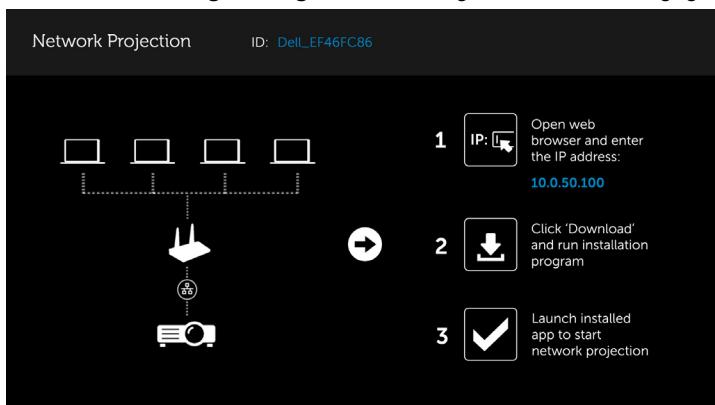 Network Projection
ID: Dell_EF46FC86
1
IP:
Open web
browser and enter
the IP address:
10.0.50.100
2
Click ‘Download’
and run installation
program
3
Launch installed
app to start
network projection